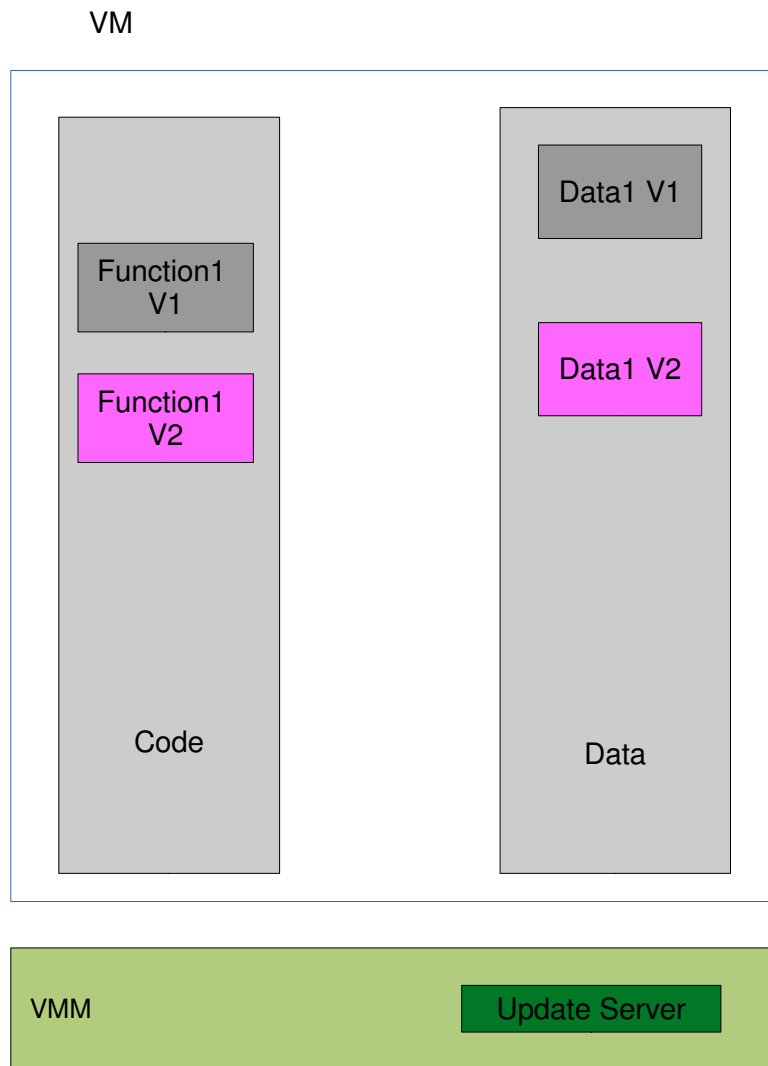 VM
Function1
V1
Function1
V2
Code
Data1 V1
Data1 V2
Data
VMM
Update Server